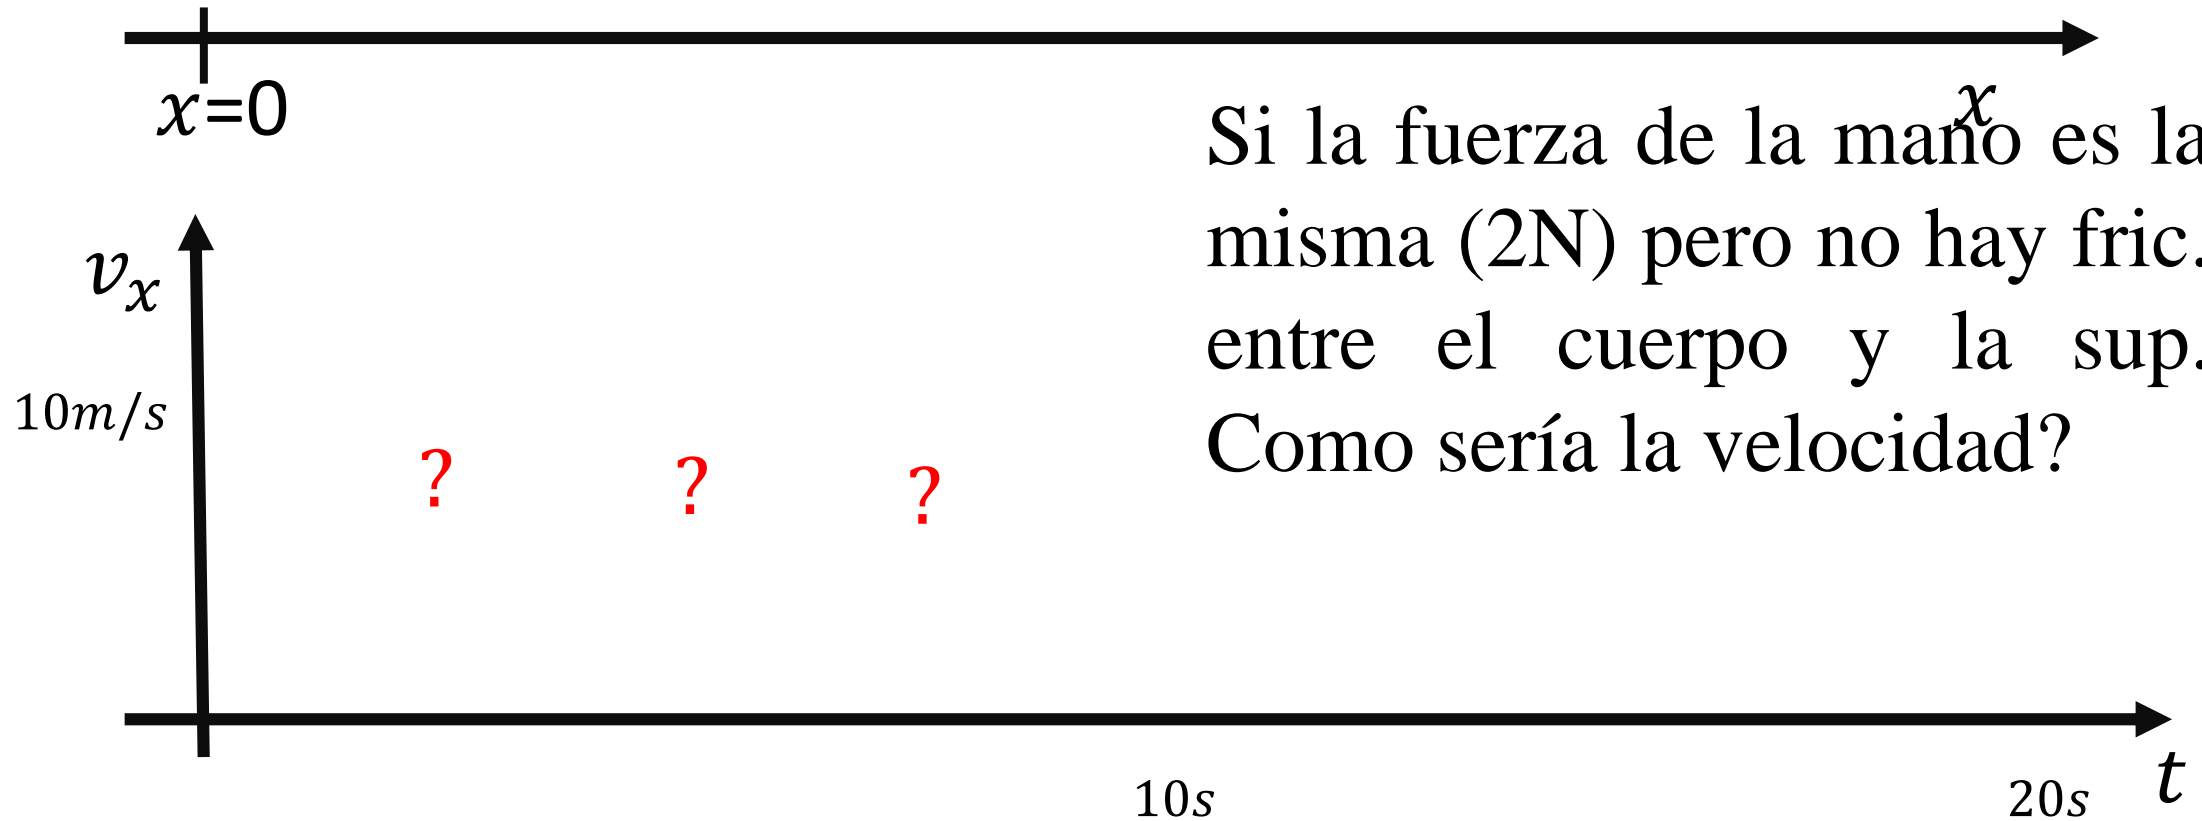 x=0
x
Si la fuerza de la mano es la
misma (2N) pero no hay fric.
entre el cuerpo y la sup.
Como sería la velocidad?
vₓ
10m/s
? ? ?
10s
20s
t